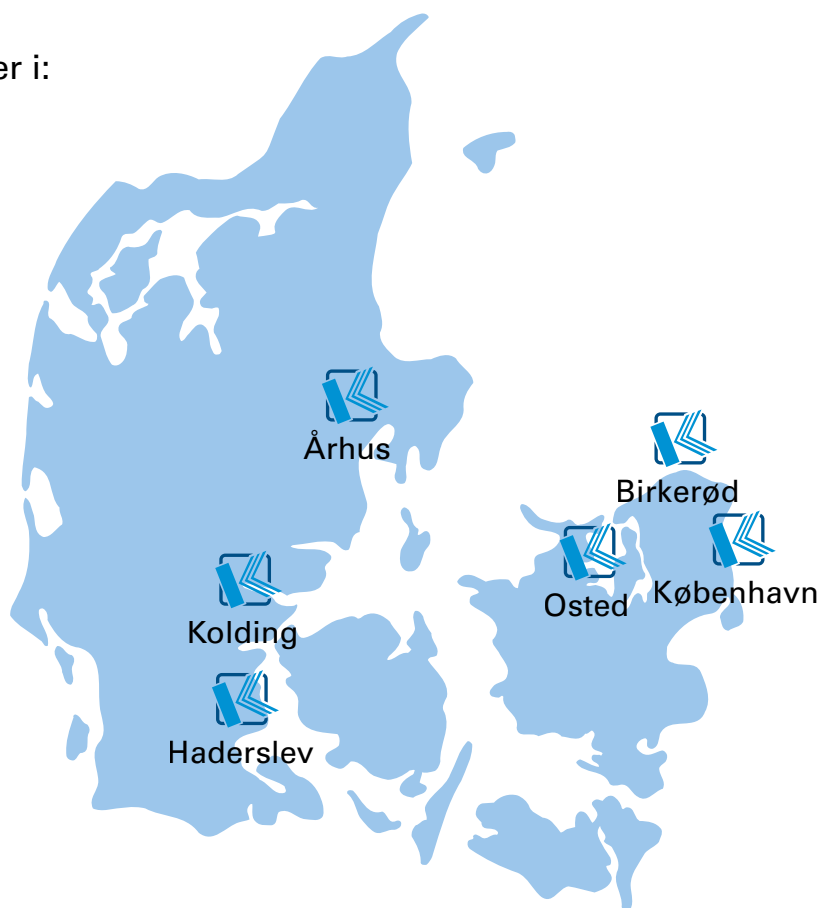 er i:
Århus
Birkerød
København
Osted
Kolding
Haderslev